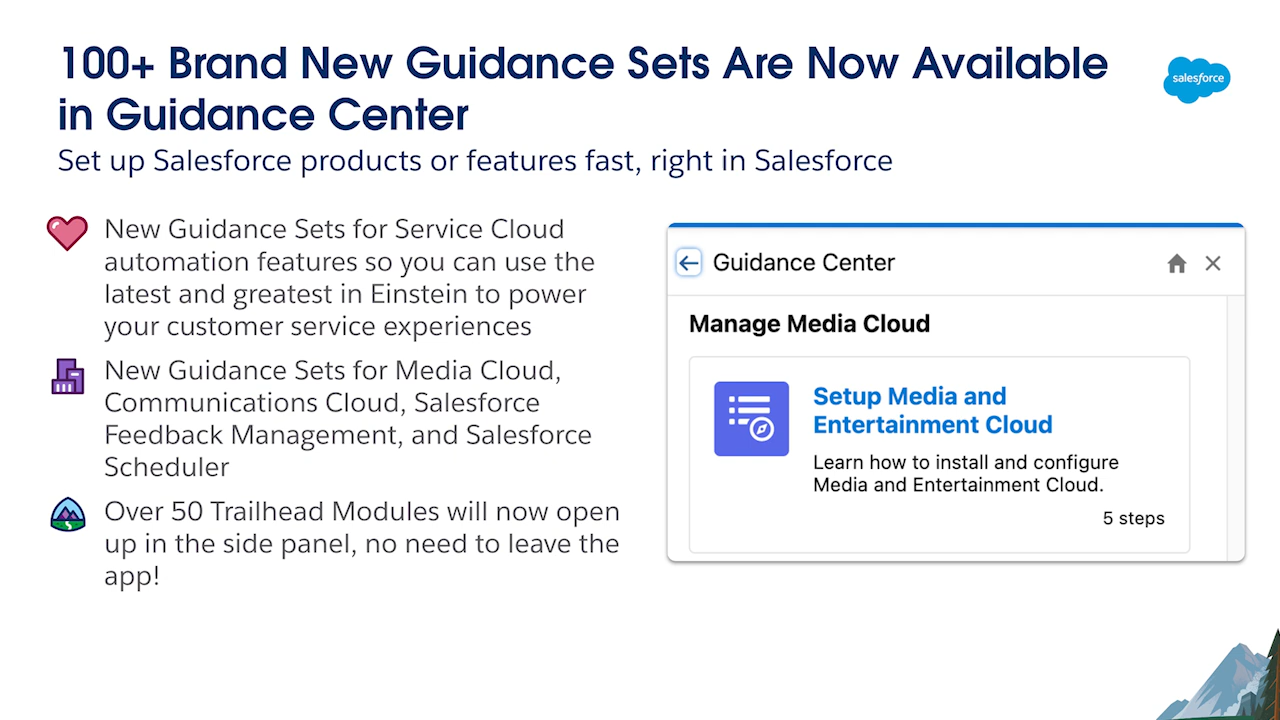 100+ Brand New Guidance Sets Are Now Available
in Guidance Center
salesforce
Set up Salesforce products or features fast, right in Salesforce
New Guidance Sets for Service Cloud
automation features so you can use the
latest and greatest in Einstein to power
your customer service experiences
New Guidance Sets for Media Cloud,
Communications Cloud, Salesforce
Feedback Management, and Salesforce
Scheduler
Over 50 Trailhead Modules will now open
up in the side panel, no need to leave the
app!
Guidance Center
Manage Media Cloud
Setup Media and
Entertainment Cloud
Learn how to install and configure
Media and Entertainment Cloud.
5 steps